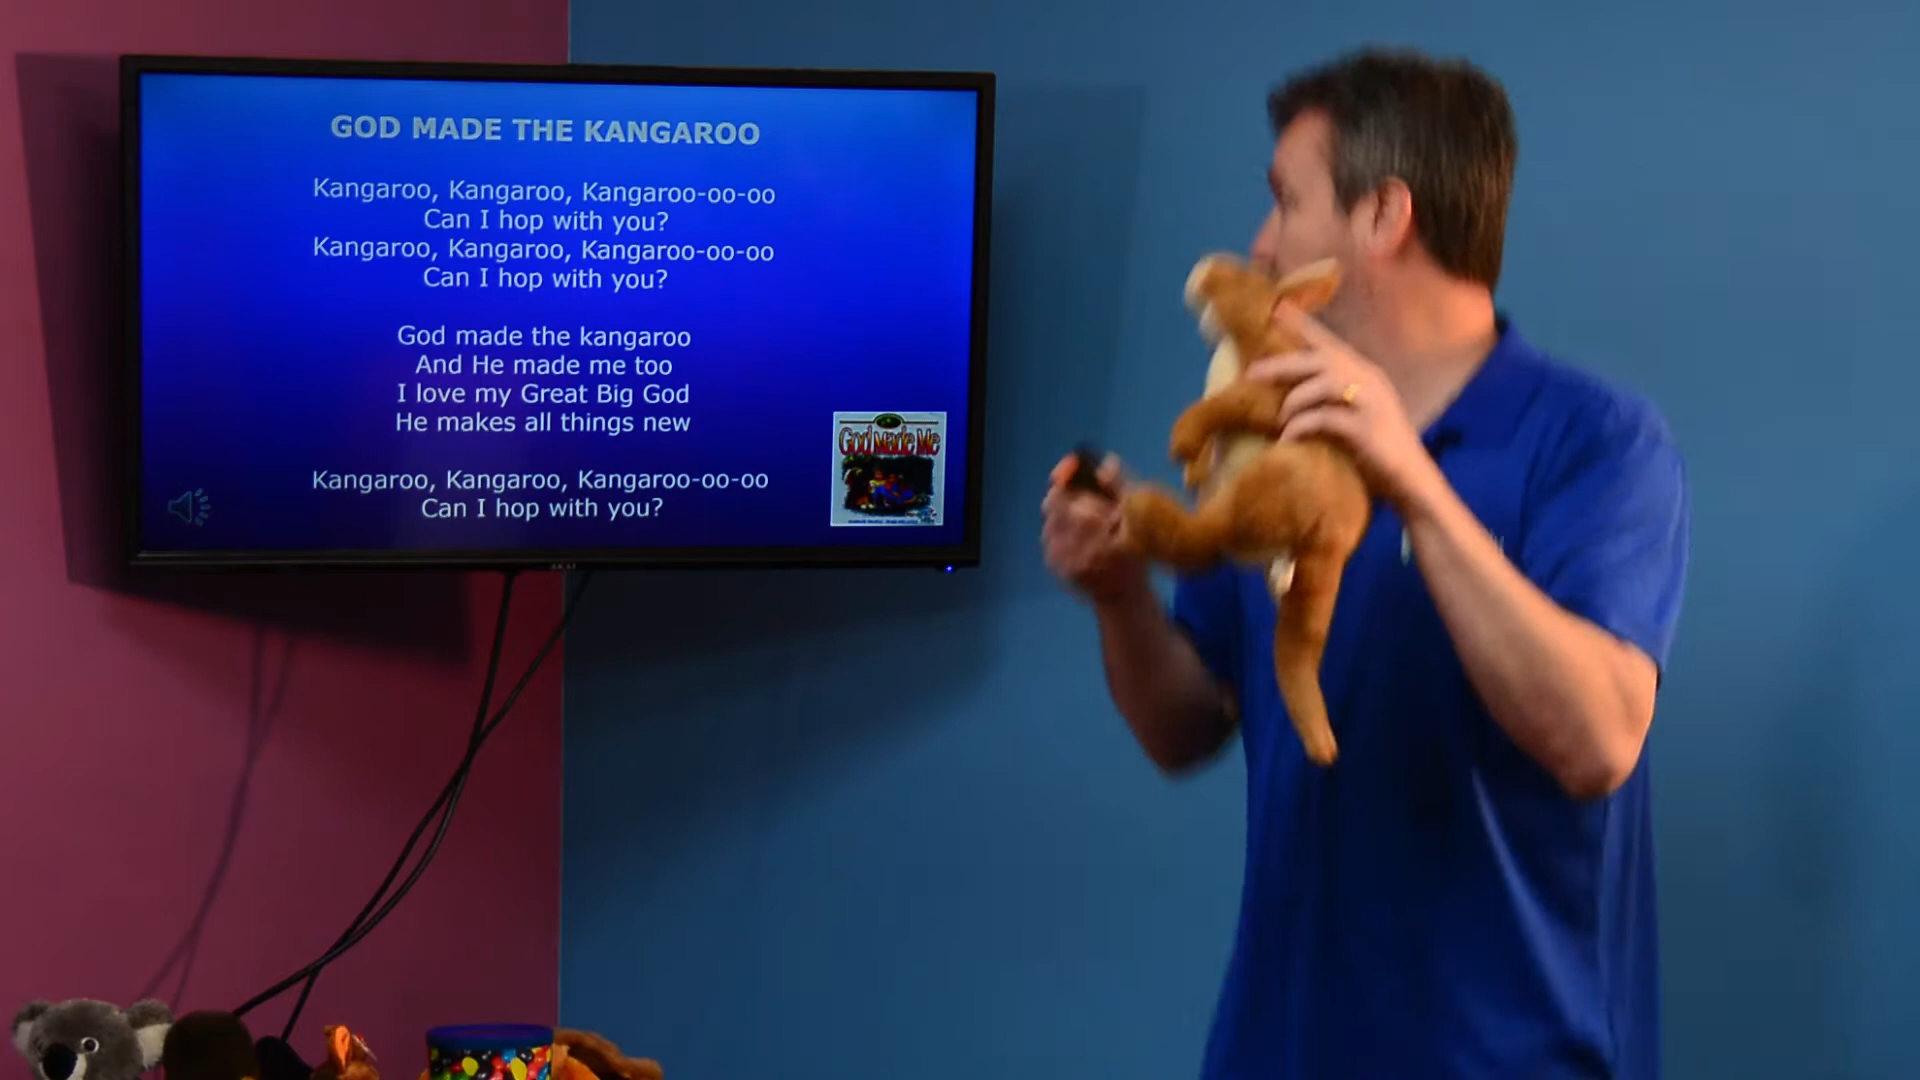 GOD MADE THE KANGAROO
Kangaroo, Kangaroo, Kangaroo-oo-oo
Can I hop with you?
Kangaroo, Kangaroo, Kangaroo-oo-oo
Can I hop with you?
God made the kangaroo
And He made me too
I love my Great Big God
He makes all things new
Kangaroo, Kangaroo, Kangaroo-oo-oo
Can I hop with you?
God Made Me
AKAI